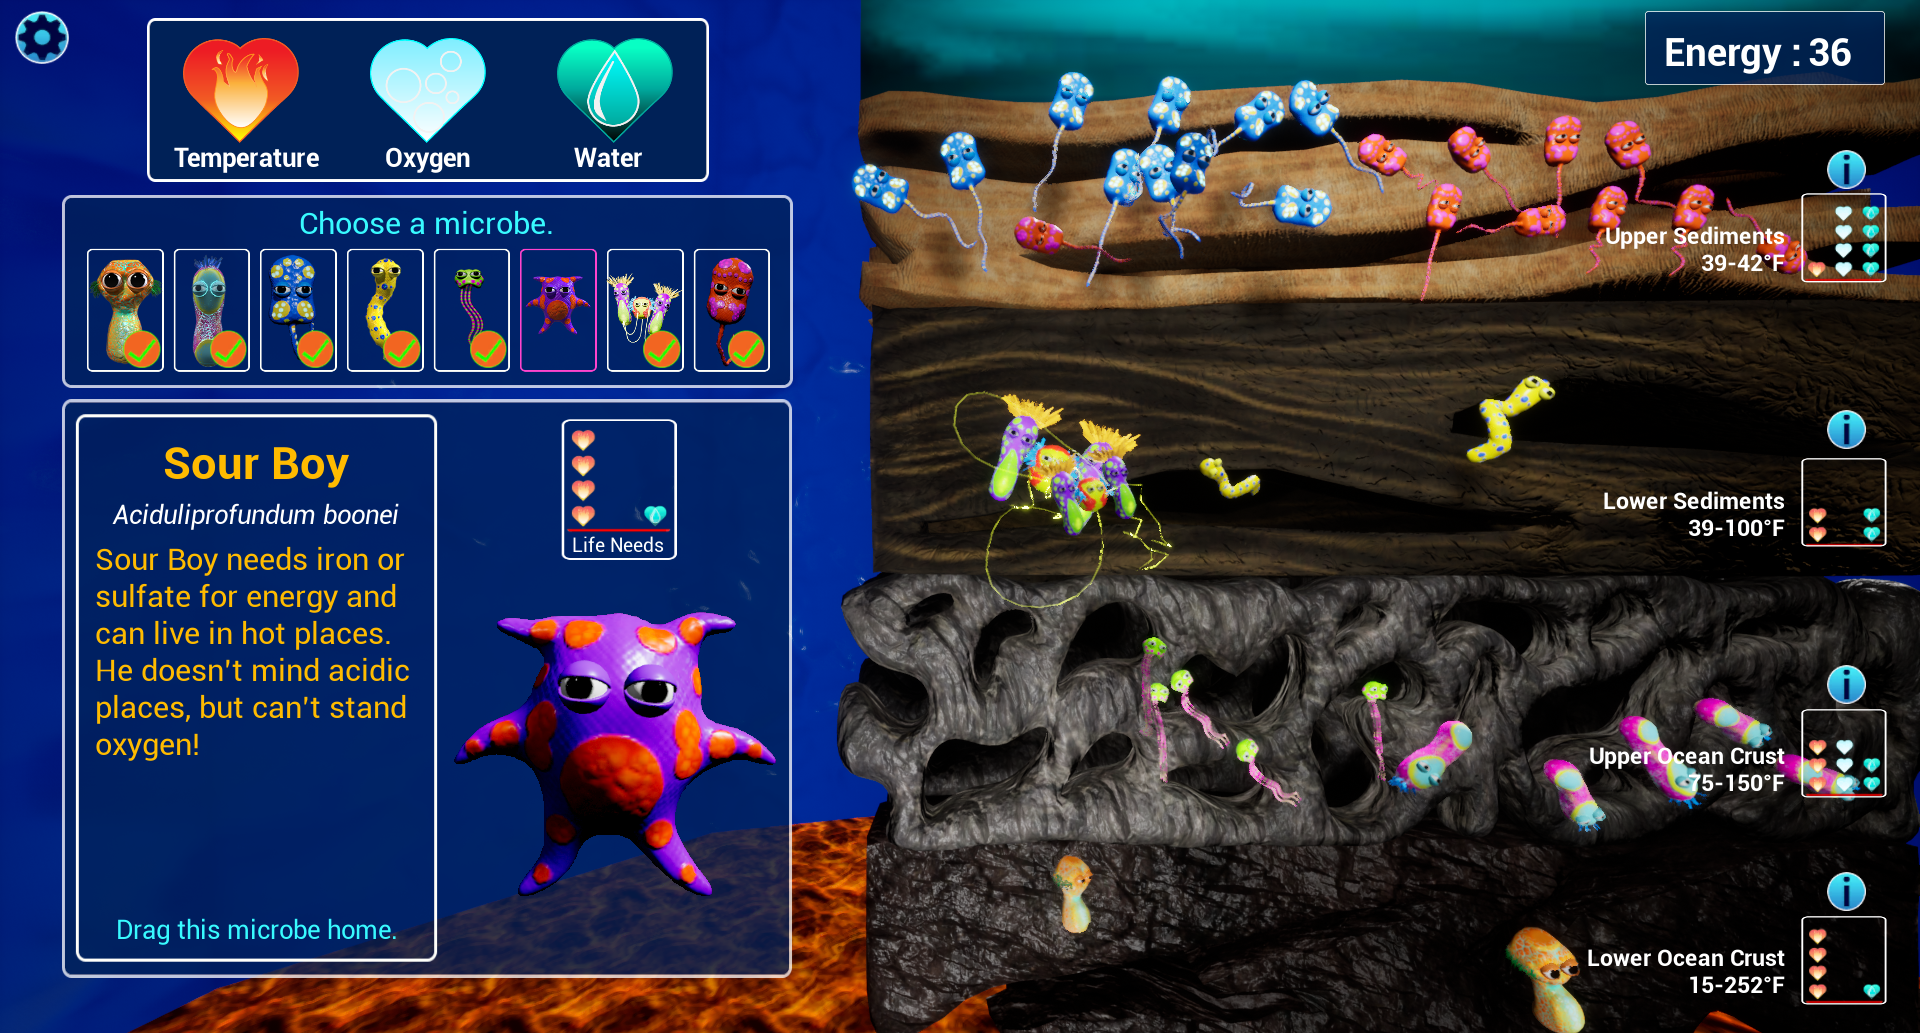 Temperature
Oxygen
Water
Choose a microbe.
Sour Boy
Aciduliprofundum boonei
Sour Boy needs iron or
sulfate for energy and
can live in hot places.
He doesn't mind acidic
places, but can't stand
oxygen!
Drag this microbe home.
Life Needs
Energy : 36
i
Upper Sediments
39-42°F
i
Lower Sediments
39-100°F
i
Upper Ocean Crust
75-150°F
i
Lower Ocean Crust
15-252°F